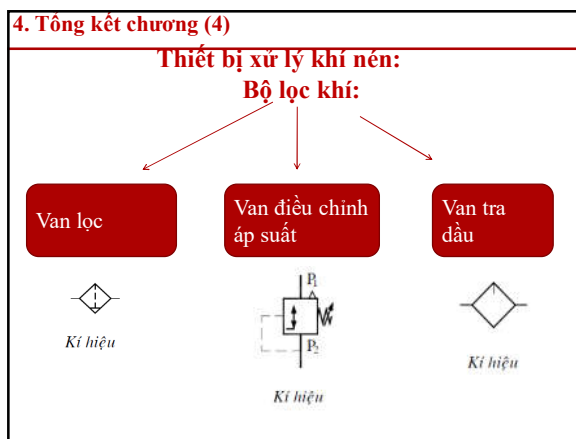 4. Tổng kết chương (4)
Thiết bị xử lý khí nén:
Bộ lọc khí:
Van lọc
Van điều chỉnh
áp suất
Van tra
dầu
P1
P2
Kí hiệu
Kí hiệu
Kí hiệu